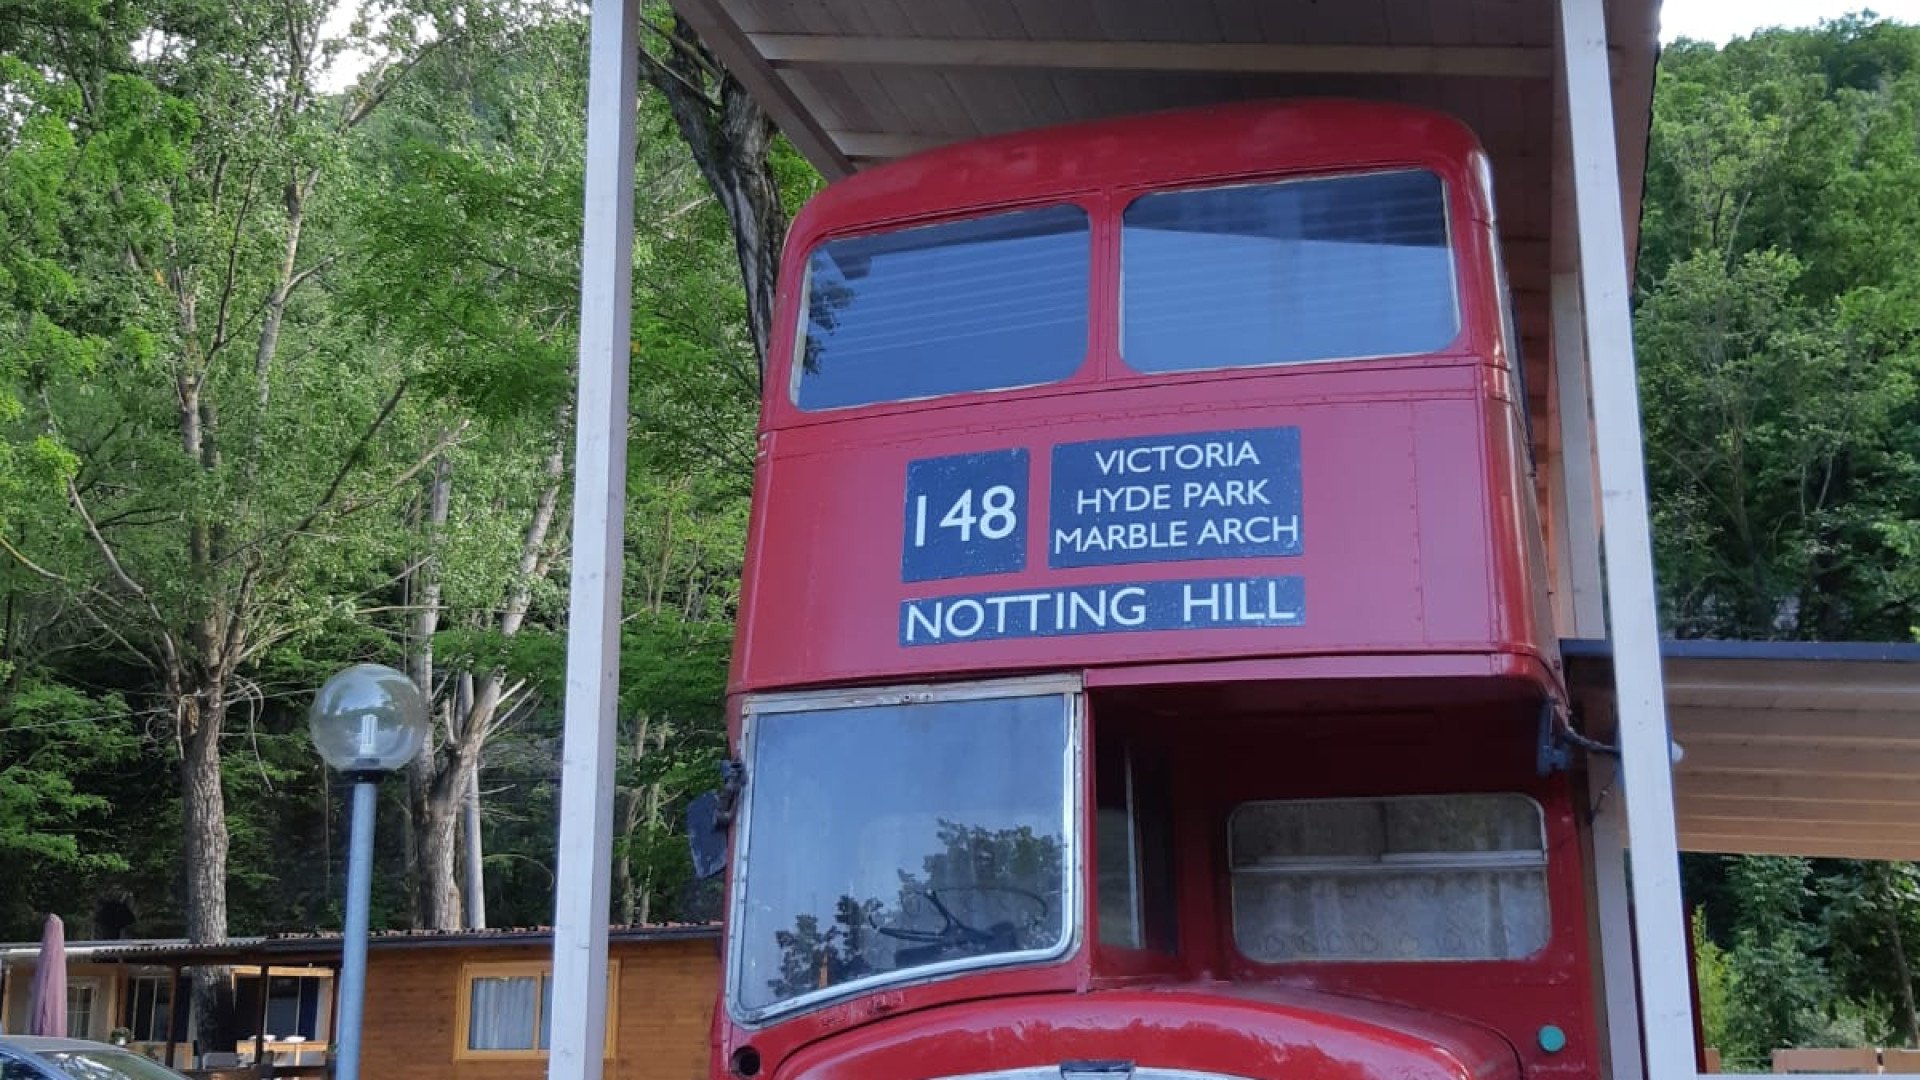 148
VICTORIA
HYDE PARK
MARBLE ARCH
NOTTING HILL